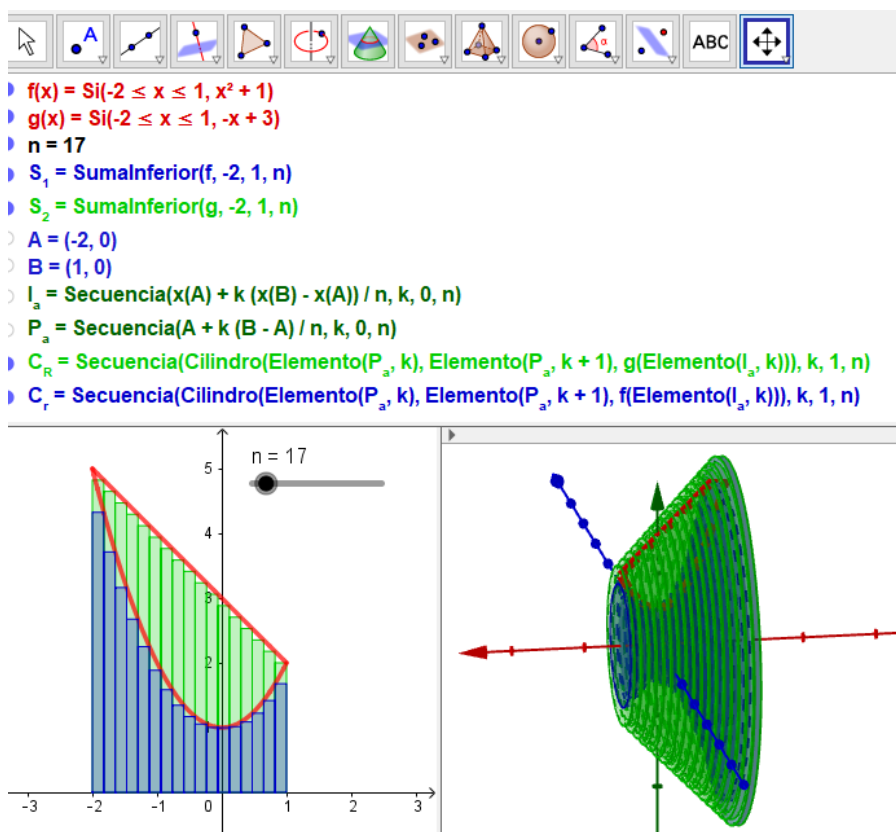 A ABC
f(x) = Si(-2 ≤ x ≤ 1, x² + 1)
g(x) = Si(-2 ≤ x ≤ 1, -x + 3)
n = 17
S₁ = SumaInferior(f, -2, 1, n)
S₂ = SumaInferior(g, -2, 1, n)
A = (-2, 0)
B = (1, 0)
Iₐ = Secuencia(x(A) + k (x(B) - x(A)) / n, k, 0, n)
Pₐ = Secuencia(A + k (B - A) / n, k, 0, n)
C_R = Secuencia(Cilindro(Elemento(Pₐ, k), Elemento(Pₐ, k + 1), g(Elemento(Iₐ, k))), k, 1, n)
C_r = Secuencia(Cilindro(Elemento(Pₐ, k), Elemento(Pₐ, k + 1), f(Elemento(Iₐ, k))), k, 1, n)
n = 17
5
4
3
2
-3 -2 -1 0 1 2 3